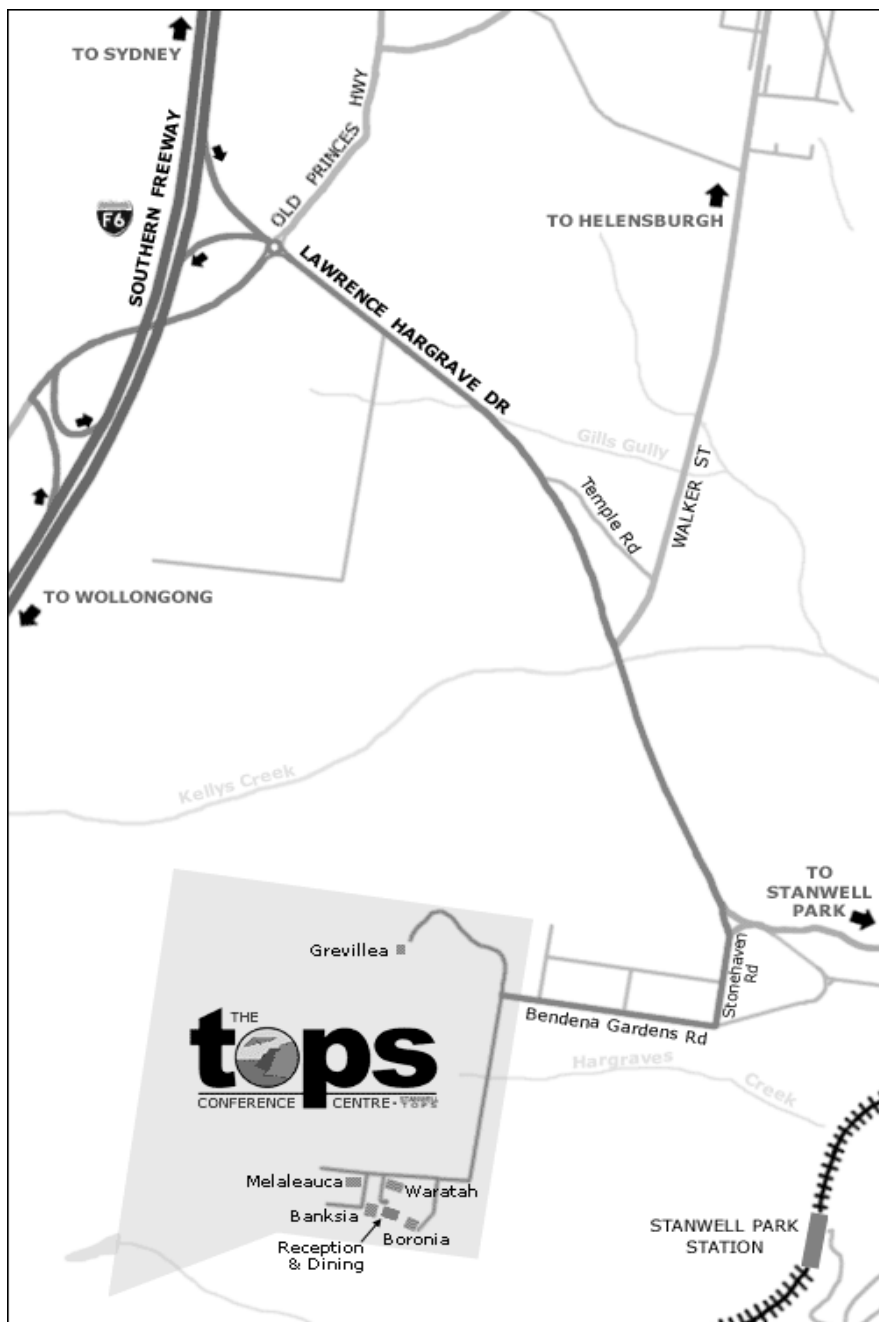 TO SYDNEY
SOUTHERN FREEWAY
F6
OLD PRINCES HWY
TO HELENSBURGH
LAWRENCE HARGRAVE DR
Gills Gully
Temple Rd
WALKER ST
TO WOLLONGONG
Kellys Creek
TO
STANWELL
PARK
Grevillea
Stonehaven
Rd
THE
tops
CONFERENCE CENTRE • STANWELL
TOPS
Bendena Gardens Rd
Hargraves
Creek
Melaleauca
Waratah
Banksia
Boronia
Reception
& Dining
STANWELL PARK
STATION